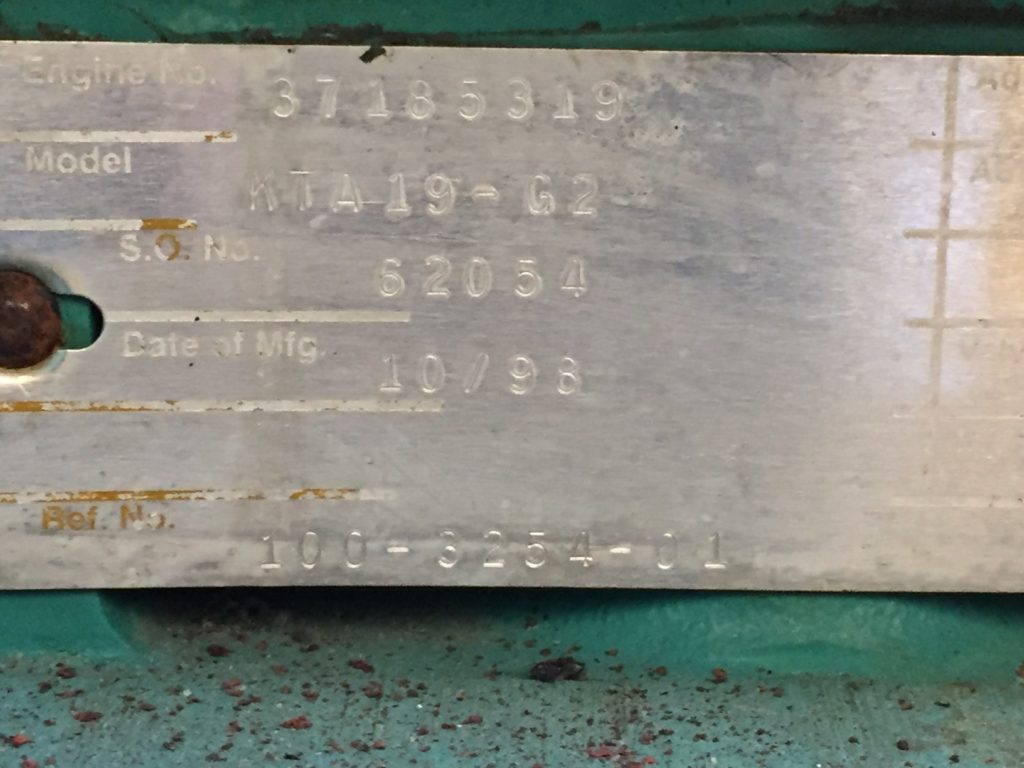 Engine No. 37185319
Model KTA19-G2
S.O. No. 62054
Date of Mfg. 10/98
Ref. No. 100-3254-01